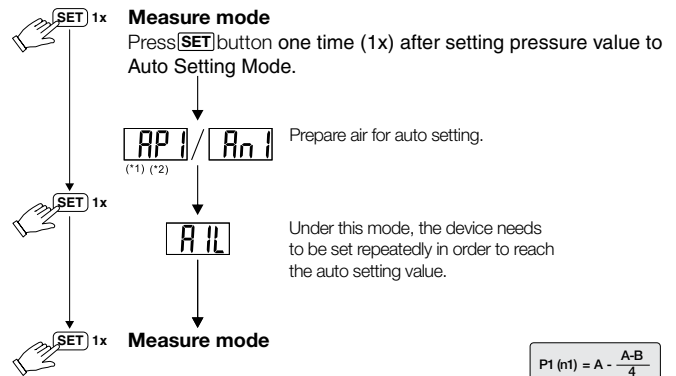 SET 1x Measure mode
Press SET button one time (1x) after setting pressure value to
Auto Setting Mode.
AP1 / An1 Prepare air for auto setting.
(*1) (*2)
SET 1x
A1L Under this mode, the device needs
to be set repeatedly in order to reach
the auto setting value.
SET 1x Measure mode
P1 (n1) = A - A-B
4